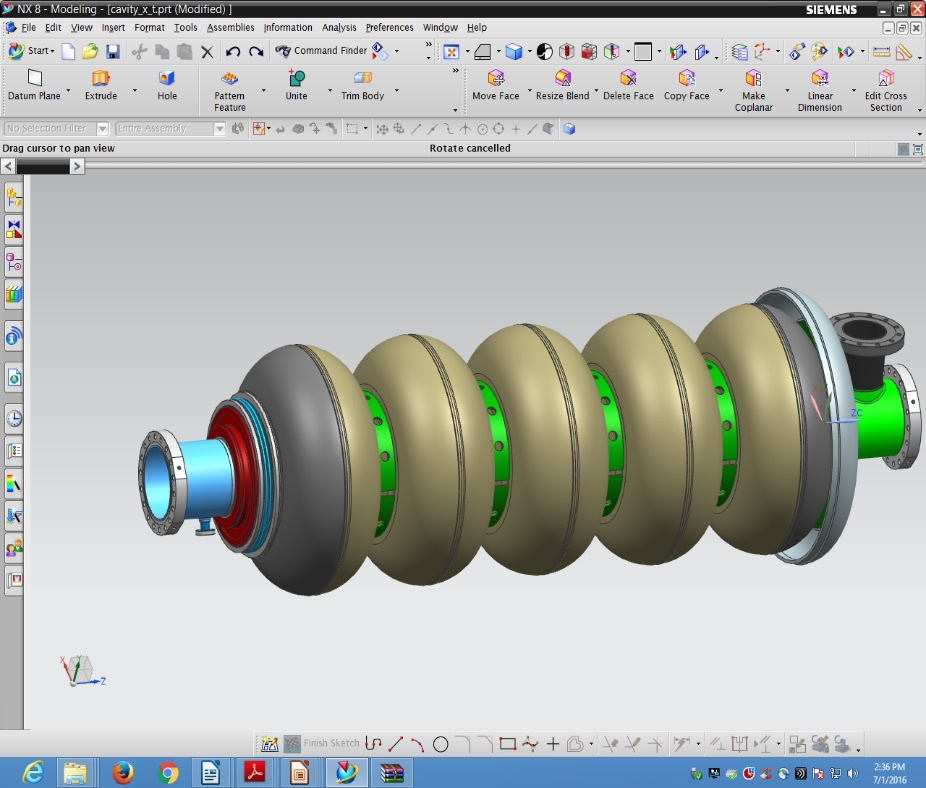 NX 8 - Modeling - [cavity_x_t.prt (Modified) ]
SIEMENS
File Edit View Insert Format Tools Assemblies Information Analysis Preferences Window Help
Start Command Finder
Datum Plane Extrude Hole Pattern Feature Unite Trim Body Move Face Resize Blend Delete Face Copy Face Make Coplanar Linear Dimension Edit Cross Section
No Selection Filter Entire Assembly
Drag cursor to pan view Rotate cancelled
ZC
X Y Z
Finish Sketch
2:36 PM
7/1/2016